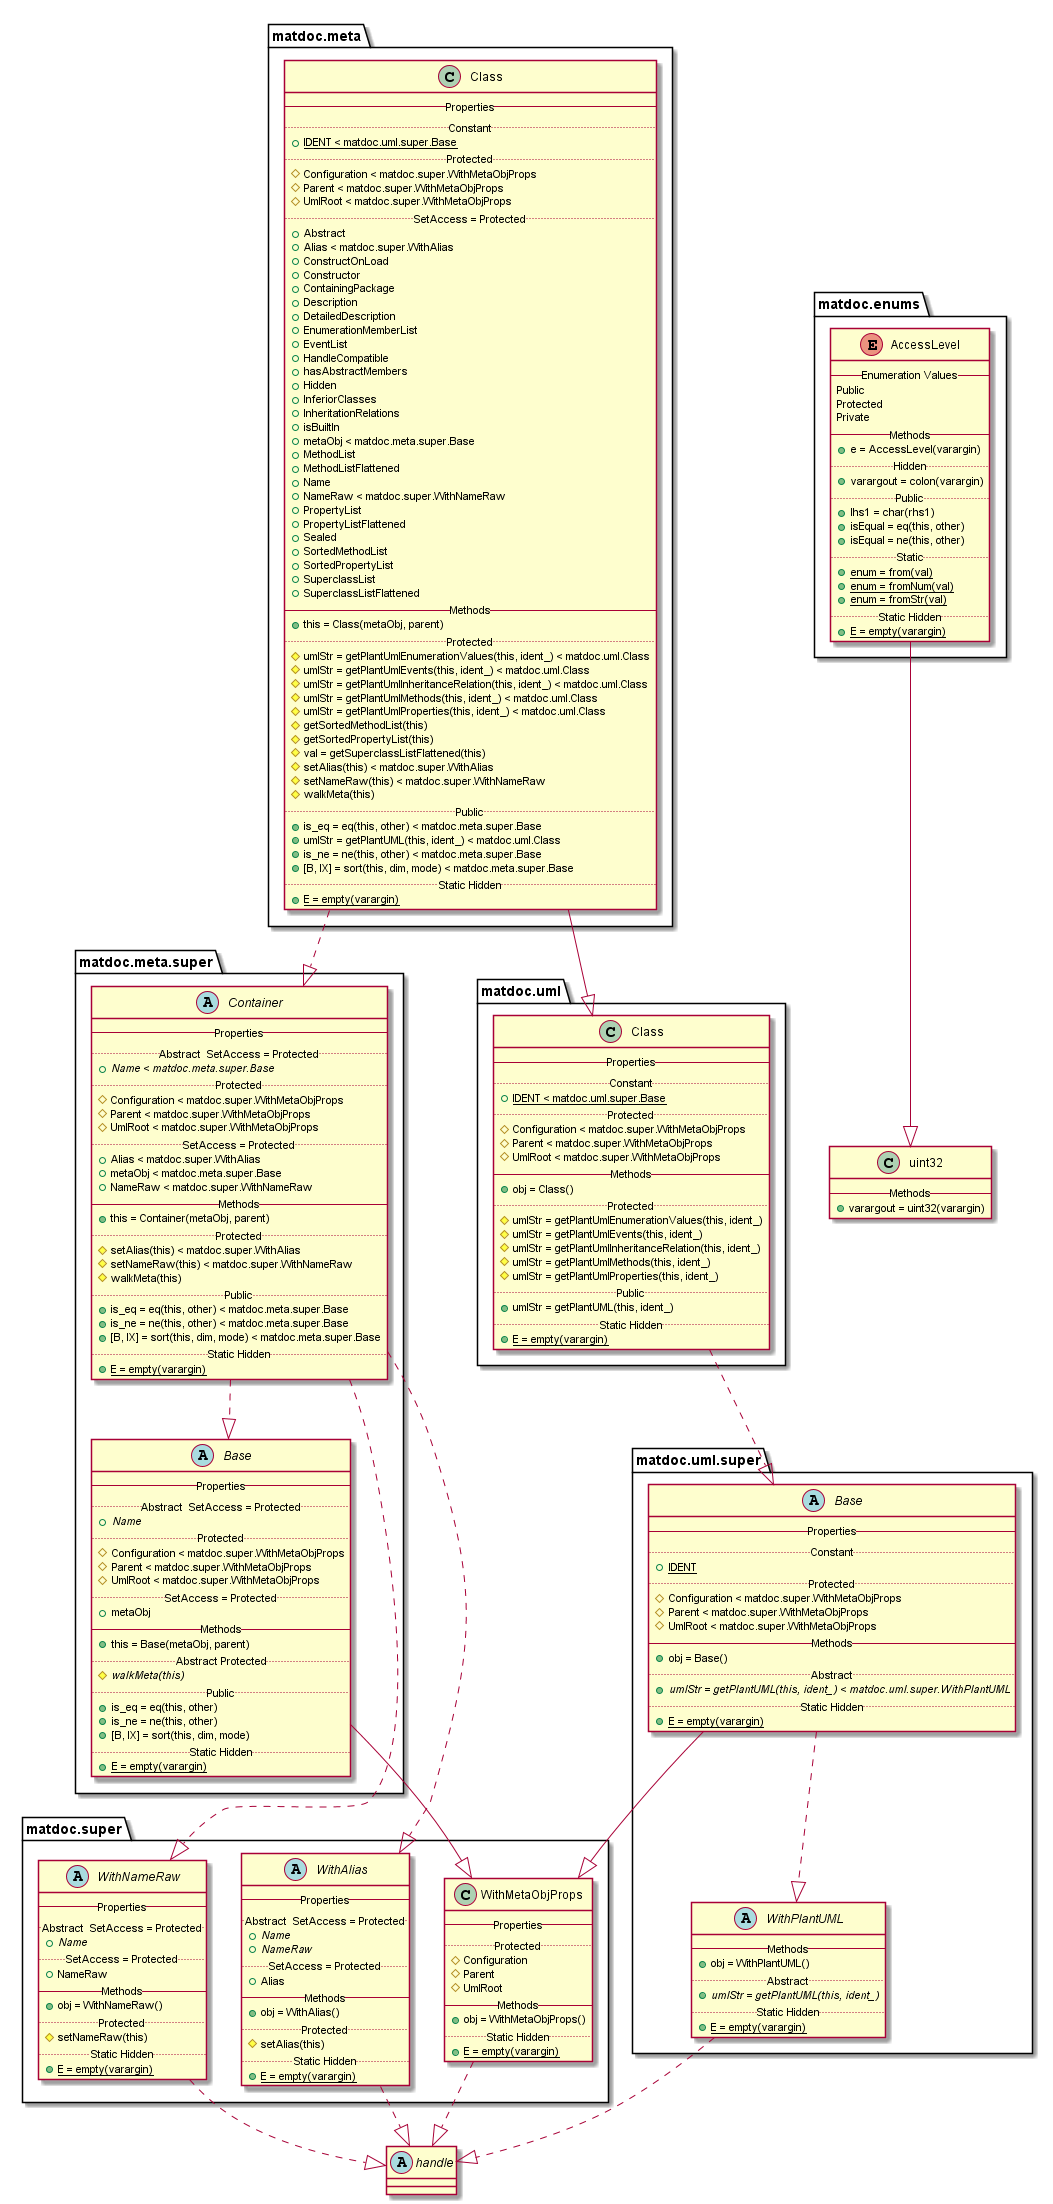 matdoc.meta
C Class
Properties
Constant
IDENT < matdoc.uml.super.Base
Protected
Configuration < matdoc.super.WithMetaObjProps
Parent < matdoc.super.WithMetaObjProps
UmlRoot < matdoc.super.WithMetaObjProps
SetAccess = Protected
Abstract
Alias < matdoc.super.WithAlias
ConstructOnLoad
Constructor
ContainingPackage
Description
DetailedDescription
EnumerationMemberList
EventList
HandleCompatible
hasAbstractMembers
Hidden
InferiorClasses
InheritationRelations
isBuiltIn
metaObj < matdoc.meta.super.Base
MethodList
MethodListFlattened
Name
NameRaw < matdoc.super.WithNameRaw
PropertyList
PropertyListFlattened
Sealed
SortedMethodList
SortedPropertyList
SuperclassList
SuperclassListFlattened
Methods
this = Class(metaObj, parent)
Protected
umlStr = getPlantUmlEnumerationValues(this, ident_) < matdoc.uml.Class
umlStr = getPlantUmlEvents(this, ident_) < matdoc.uml.Class
umlStr = getPlantUmlInheritanceRelation(this, ident_) < matdoc.uml.Class
umlStr = getPlantUmlMethods(this, ident_) < matdoc.uml.Class
umlStr = getPlantUmlProperties(this, ident_) < matdoc.uml.Class
getSortedMethodList(this)
getSortedPropertyList(this)
val = getSuperclassListFlattened(this)
setAlias(this) < matdoc.super.WithAlias
setNameRaw(this) < matdoc.super.WithNameRaw
walkMeta(this)
Public
is_eq = eq(this, other) < matdoc.meta.super.Base
umlStr = getPlantUML(this, ident_) < matdoc.uml.Class
is_ne = ne(this, other) < matdoc.meta.super.Base
[B, IX] = sort(this, dim, mode) < matdoc.meta.super.Base
Static Hidden
E = empty(varargin)
matdoc.enums
E AccessLevel
Enumeration Values
Public
Protected
Private
Methods
e = AccessLevel(varargin)
Hidden
varargout = colon(varargin)
Public
lhs1 = char(rhs1)
isEqual = eq(this, other)
isEqual = ne(this, other)
Static
enum = from(val)
enum = fromNum(val)
enum = fromStr(val)
Static Hidden
E = empty(varargin)
matdoc.meta.super
A Container
Properties
Abstract SetAccess = Protected
Name < matdoc.meta.super.Base
Protected
Configuration < matdoc.super.WithMetaObjProps
Parent < matdoc.super.WithMetaObjProps
UmlRoot < matdoc.super.WithMetaObjProps
SetAccess = Protected
Alias < matdoc.super.WithAlias
metaObj < matdoc.meta.super.Base
NameRaw < matdoc.super.WithNameRaw
Methods
this = Container(metaObj, parent)
Protected
setAlias(this) < matdoc.super.WithAlias
setNameRaw(this) < matdoc.super.WithNameRaw
walkMeta(this)
Public
is_eq = eq(this, other) < matdoc.meta.super.Base
is_ne = ne(this, other) < matdoc.meta.super.Base
[B, IX] = sort(this, dim, mode) < matdoc.meta.super.Base
Static Hidden
E = empty(varargin)
matdoc.uml
C Class
Properties
Constant
IDENT < matdoc.uml.super.Base
Protected
Configuration < matdoc.super.WithMetaObjProps
Parent < matdoc.super.WithMetaObjProps
UmlRoot < matdoc.super.WithMetaObjProps
Methods
obj = Class()
Protected
umlStr = getPlantUmlEnumerationValues(this, ident_)
umlStr = getPlantUmlEvents(this, ident_)
umlStr = getPlantUmlInheritanceRelation(this, ident_)
umlStr = getPlantUmlMethods(this, ident_)
umlStr = getPlantUmlProperties(this, ident_)
Public
umlStr = getPlantUML(this, ident_)
Static Hidden
E = empty(varargin)
C uint32
Methods
varargout = uint32(varargin)
A Base
Properties
Abstract SetAccess = Protected
Name
Protected
Configuration < matdoc.super.WithMetaObjProps
Parent < matdoc.super.WithMetaObjProps
UmlRoot < matdoc.super.WithMetaObjProps
SetAccess = Protected
metaObj
Methods
this = Base(metaObj, parent)
Abstract Protected
walkMeta(this)
Public
is_eq = eq(this, other)
is_ne = ne(this, other)
[B, IX] = sort(this, dim, mode)
Static Hidden
E = empty(varargin)
matdoc.uml.super
A Base
Properties
Constant
IDENT
Protected
Configuration < matdoc.super.WithMetaObjProps
Parent < matdoc.super.WithMetaObjProps
UmlRoot < matdoc.super.WithMetaObjProps
Methods
obj = Base()
Abstract
umlStr = getPlantUML(this, ident_) < matdoc.uml.super.WithPlantUML
Static Hidden
E = empty(varargin)
matdoc.super
A WithNameRaw
Properties
Abstract SetAccess = Protected
Name
SetAccess = Protected
NameRaw
Methods
obj = WithNameRaw()
Protected
setNameRaw(this)
Static Hidden
E = empty(varargin)
A WithAlias
Properties
Abstract SetAccess = Protected
Name
NameRaw
SetAccess = Protected
Alias
Methods
obj = WithAlias()
Protected
setAlias(this)
Static Hidden
E = empty(varargin)
C WithMetaObjProps
Properties
Protected
Configuration
Parent
UmlRoot
Methods
obj = WithMetaObjProps()
Static Hidden
E = empty(varargin)
A WithPlantUML
Methods
obj = WithPlantUML()
Abstract
umlStr = getPlantUML(this, ident_)
Static Hidden
E = empty(varargin)
A handle